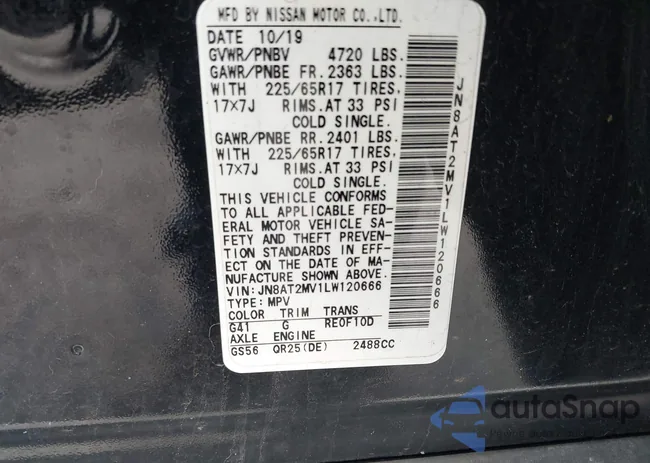 MFD BY NISSAN MOTOR CO.,LTD.
DATE 10/19
GVWR/PNBV 4720 LBS.
GAWR/PNBE FR. 2363 LBS.
WITH 225/65R17 TIRES,
17×7J RIMS. AT 33 PSI
COLD SINGLE.
GAWR/PNBE RR. 2401 LBS.
WITH 225/65R17 TIRES,
17×7J RIMS. AT 33 PSI
COLD SINGLE.
THIS VEHICLE CONFORMS
TO ALL APPLICABLE FED-
ERAL MOTOR VEHICLE SA-
FETY AND THEFT PREVEN-
TION STANDARDS IN EFF-
ECT ON THE DATE OF MA-
NUFACTURE SHOWN ABOVE.
VIN: JN8AT2MV1LW120666
TYPE: MPV
COLOR TRIM TRANS
G41 G RE0F10D
AXLE ENGINE
GS56 QR25(DE) 2488CC
JN8AT2MV1LW120666
autoSnap